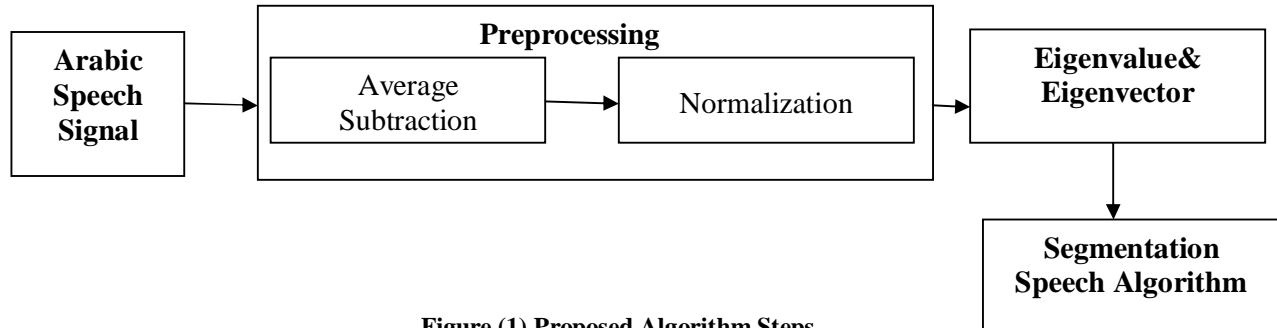 Arabic
Speech
Signal
Preprocessing
Average
Subtraction
Normalization
Eigenvalue&
Eigenvector
Segmentation
Speech Algorithm
Figure (1) Proposed Algorithm Steps